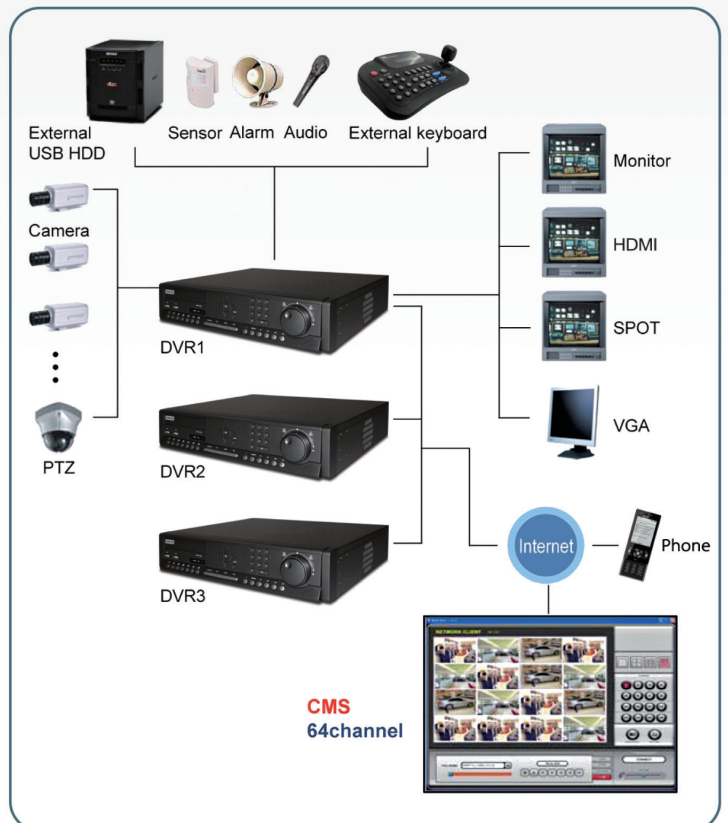 External
USB HDD
Sensor
Alarm
Audio
External keyboard
Camera
Monitor
HDMI
SPOT
VGA
DVR1
DVR2
DVR3
PTZ
Internet
Phone
CMS
64channel
NETWORK CLIENT